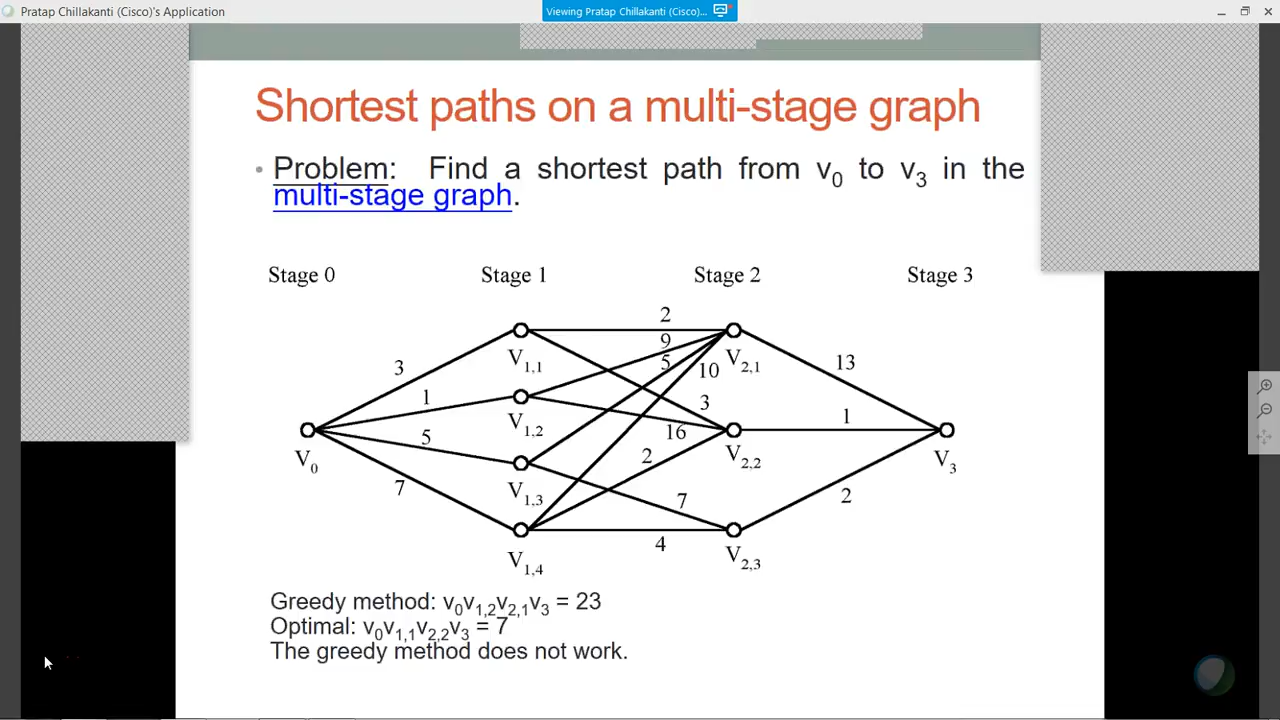 Pratap Chillakanti (Cisco)'s Application
Viewing Pratap Chillakanti (Cisco)...
Shortest paths on a multi-stage graph
• Problem: Find a shortest path from v0 to v3 in the
multi-stage graph.
Stage 0 Stage 1 Stage 2 Stage 3
2
9
5
V1,1
10
V2,1
13
3
1
V1,2
3
1
5
16
V0
2
V2,2
V3
7
V1,3
7
2
4
V1,4
V2,3
Greedy method: v0v1,2v2,1v3 = 23
Optimal: v0v1,1v2,2v3 = 7
The greedy method does not work.